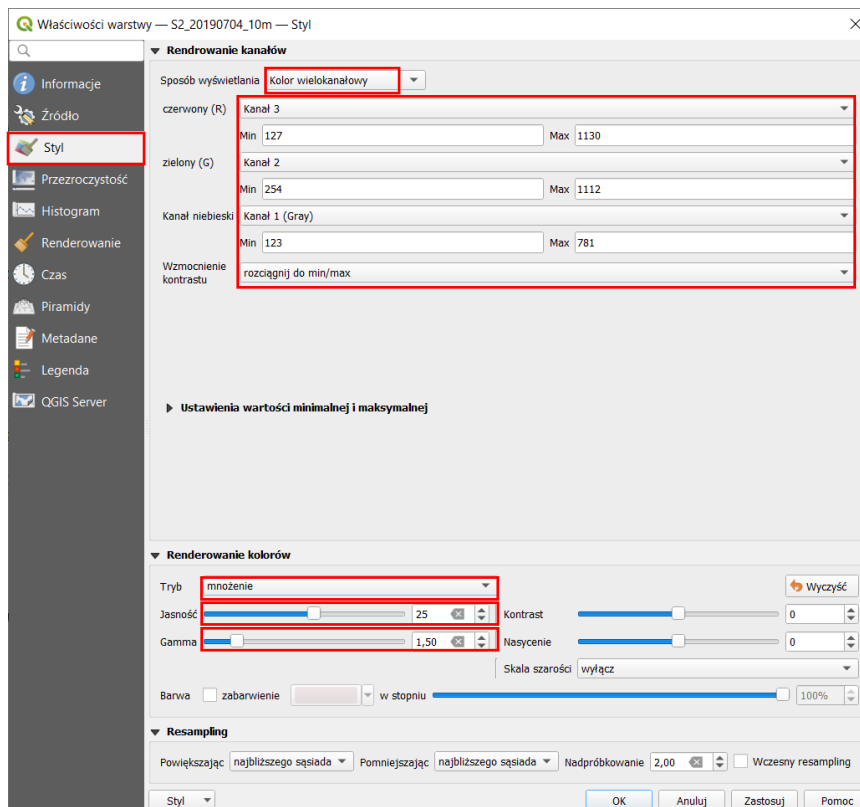 Właściwości warstwy — S2_20190704_10m — Styl
Informacje
Źródło
Styl
Przezroczystość
Histogram
Renderowanie
Czas
Piramidy
Metadane
Legenda
QGIS Server
Rendrowanie kanałów
Sposób wyświetlania Kolor wielokanałowy
czerwony (R) Kanał 3
Min 127 Max 1130
zielony (G) Kanał 2
Min 254 Max 1112
Kanał niebieski Kanał 1 (Gray)
Min 123 Max 781
Wzmocnienie
kontrastu
rozciągnij do min/max
Ustawienia wartości minimalnej i maksymalnej
Renderowanie kolorów
Tryb mnożenie Wyczyść
Jasność 25 Kontrast 0
Gamma 1,50 Nasycenie 0
Skala szarości wyłącz
Barwa zabarwienie w stopniu 100%
Resampling
Powiększając najbliższego sąsiada Pomniejszając najbliższego sąsiada Nadpróbkowanie 2,00 Wczesny resampling
Styl OK Anuluj Zastosuj Pomoc